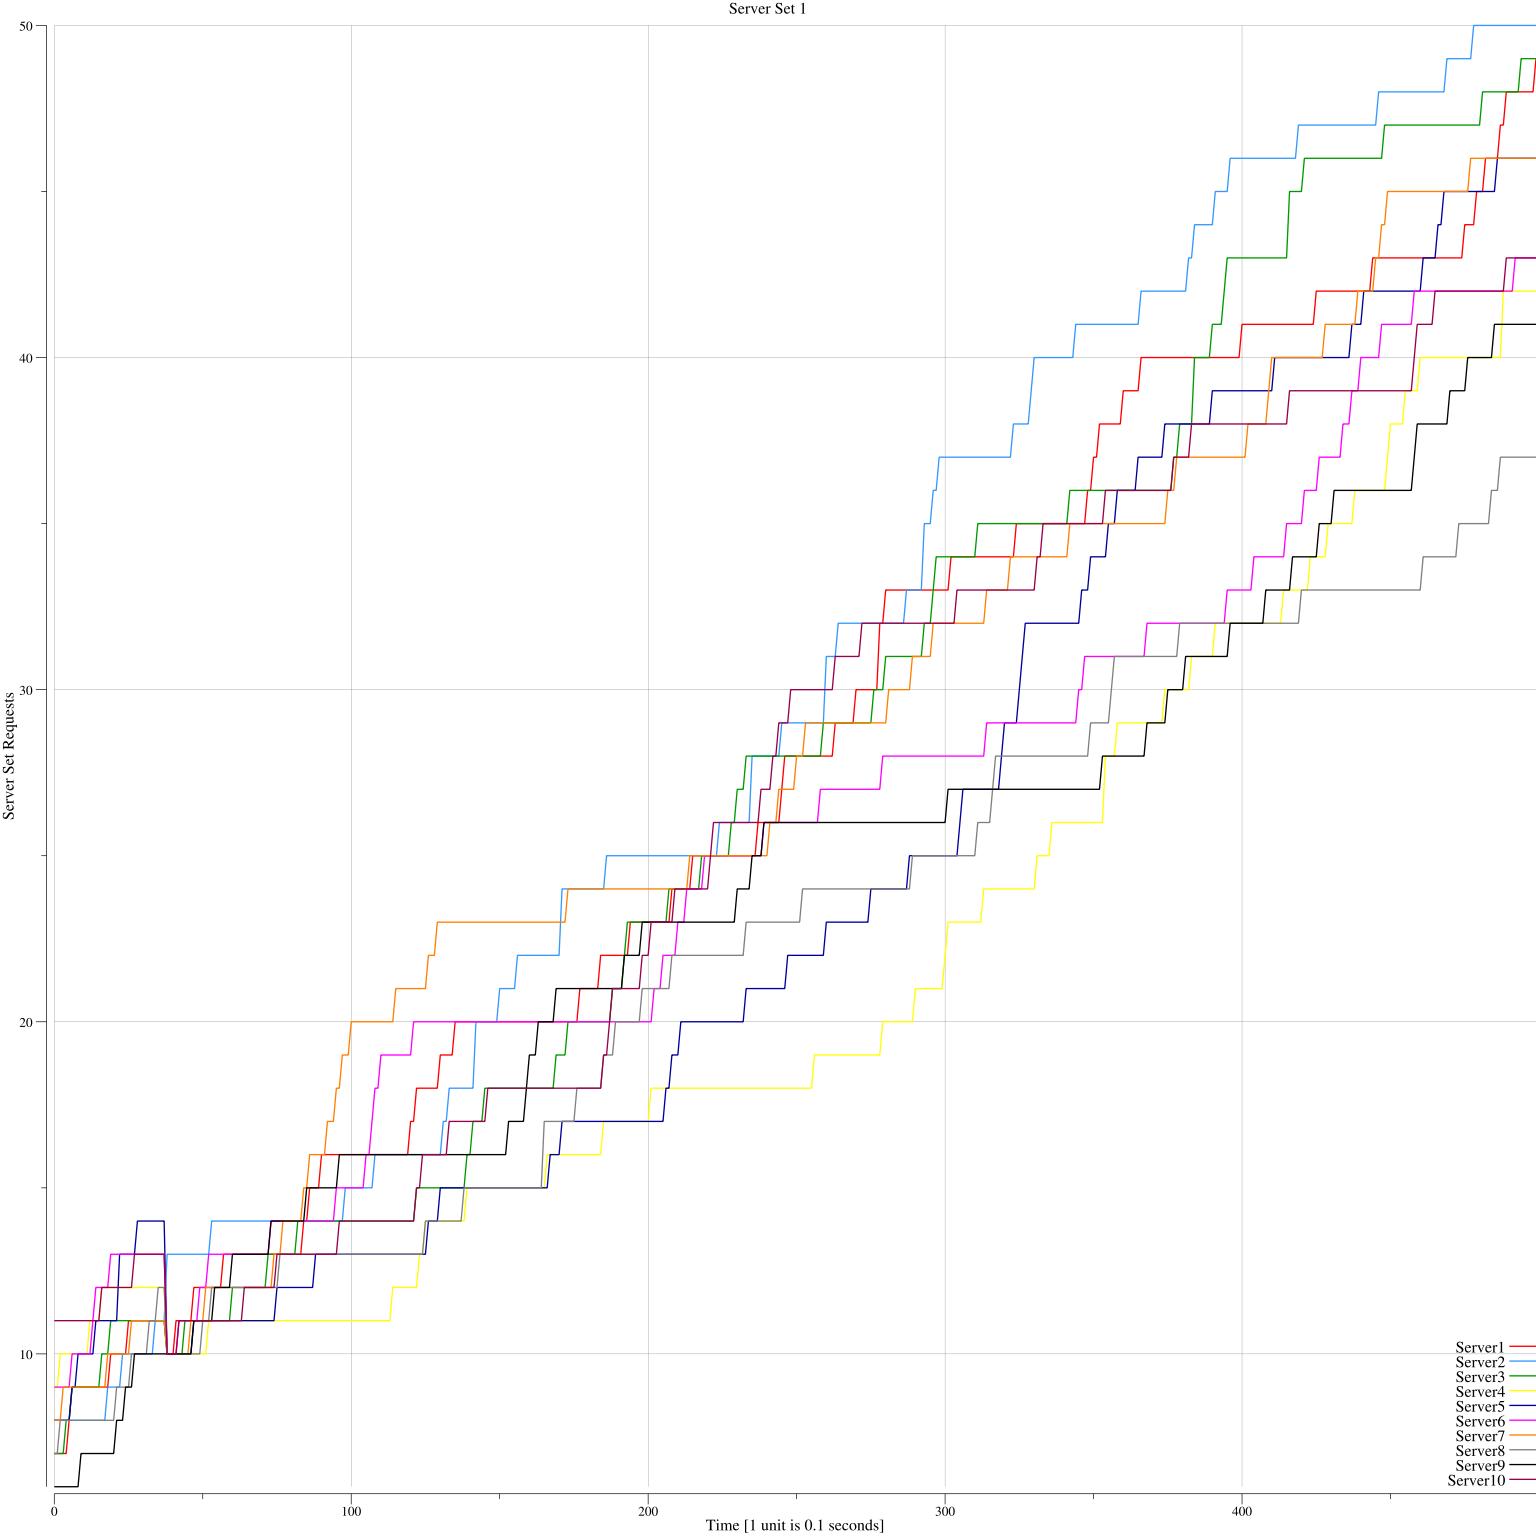 Server Set 1
50
40
30
20
10
Server Set Requests
0
100
200
300
400
Time [1 unit is 0.1 seconds]
Server1
Server2
Server3
Server4
Server5
Server6
Server7
Server8
Server9
Server10